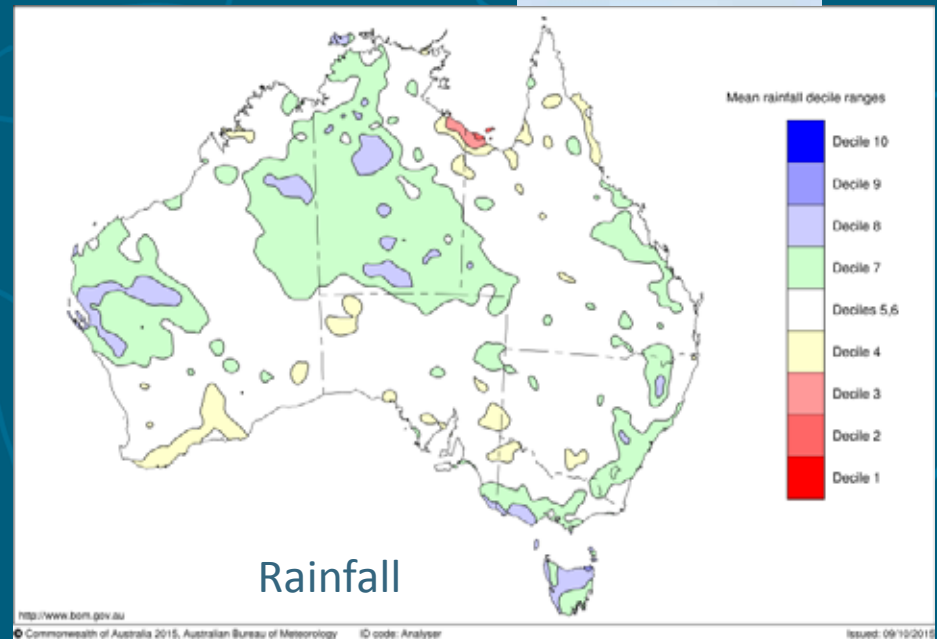 Mean rainfall decile ranges
Decile 10
Decile 9
Decile 8
Decile 7
Deciles 5,6
Decile 4
Decile 3
Decile 2
Decile 1
Rainfall
http://www.bom.gov.au
© Commonwealth of Australia 2015, Australian Bureau of Meteorology ID code: Analyser Issued: 09/10/2015